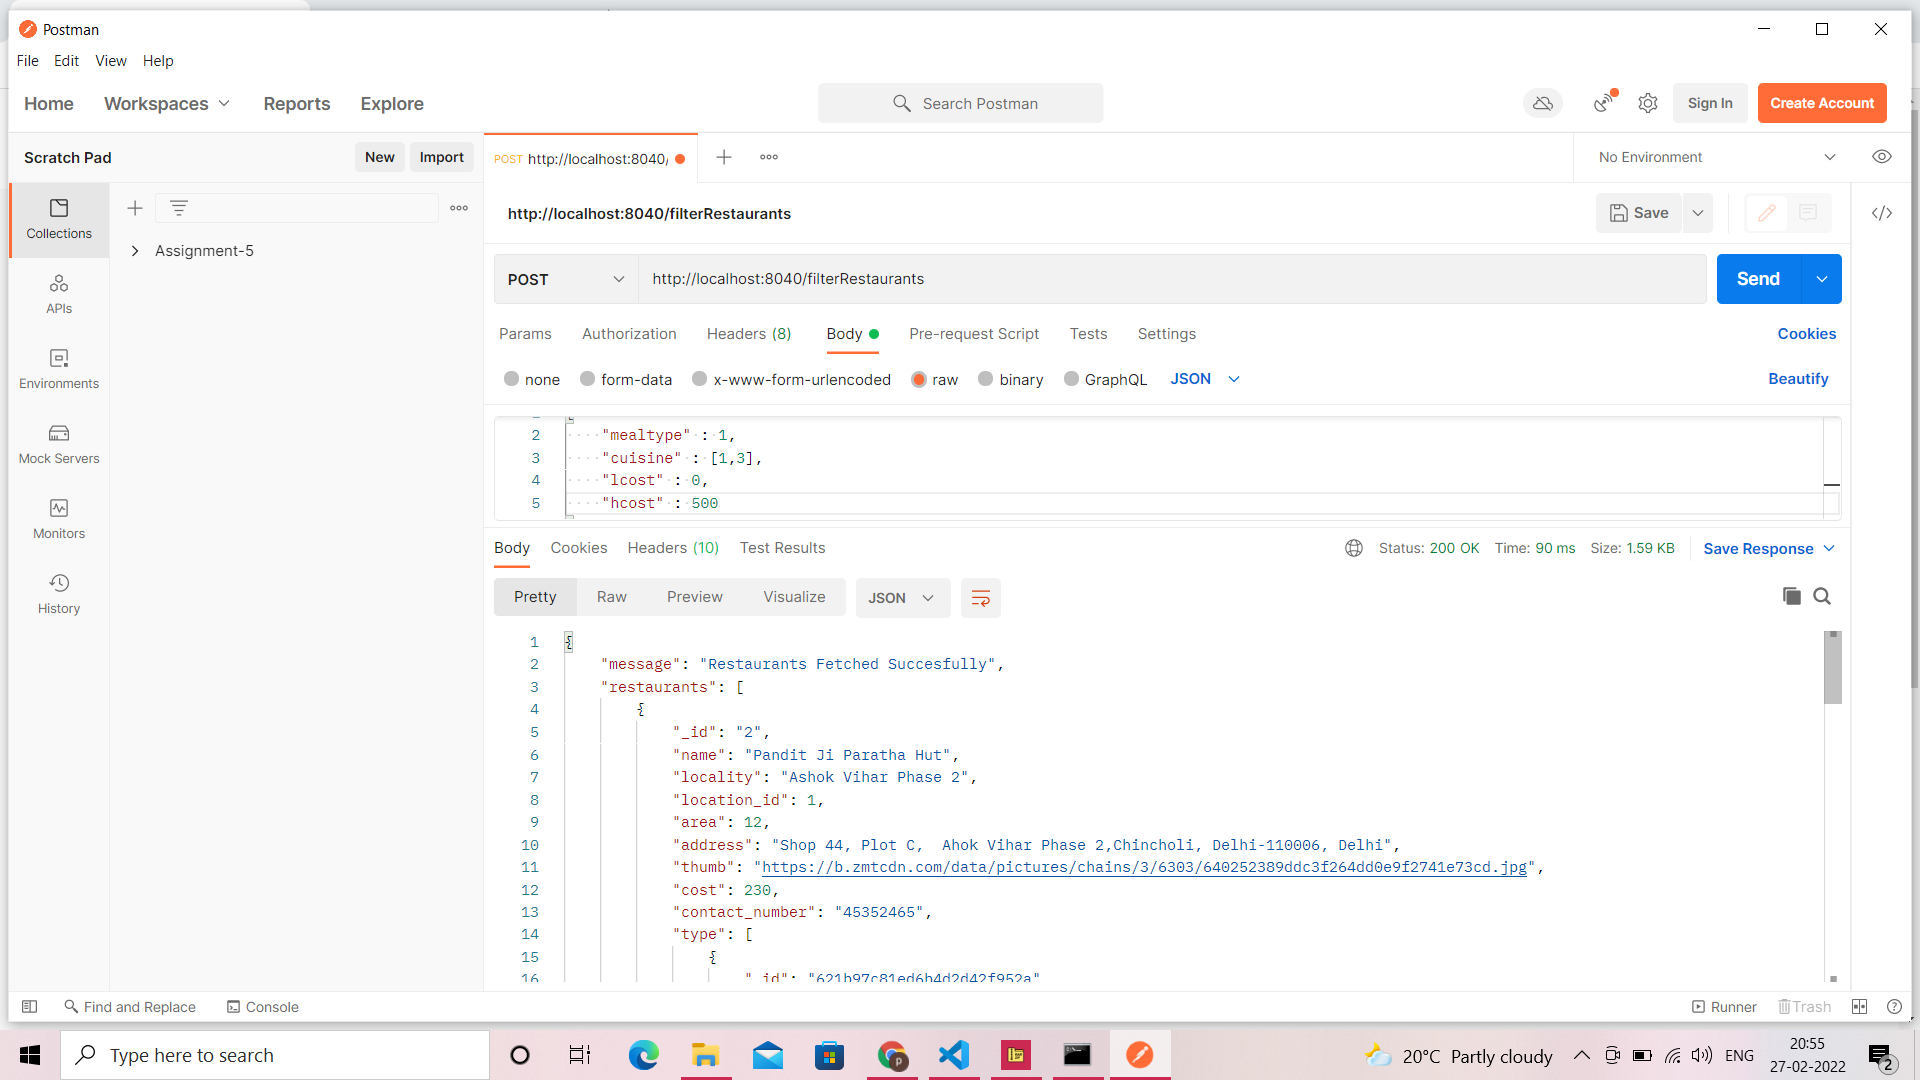 Postman
File Edit View Help
Home Workspaces Reports Explore Search Postman Sign In Create Account
Scratch Pad New Import POST http://localhost:8040/ No Environment
http://localhost:8040/filterRestaurants Save
Collections
Assignment-5
POST http://localhost:8040/filterRestaurants Send
APIs
Params Authorization Headers (8) Body Pre-request Script Tests Settings Cookies
Environments
none form-data x-www-form-urlencoded raw binary GraphQL JSON Beautify
Mock Servers
2 "mealtype" : 1,
3 "cuisine" : [1,3],
4 "lcost" : 0,
5 "hcost" : 500
Monitors
Body Cookies Headers (10) Test Results Status: 200 OK Time: 90 ms Size: 1.59 KB Save Response
History
Pretty Raw Preview Visualize JSON
1 {
2 "message": "Restaurants Fetched Succesfully",
3 "restaurants": [
4 {
5 "_id": "2",
6 "name": "Pandit Ji Paratha Hut",
7 "locality": "Ashok Vihar Phase 2",
8 "location_id": 1,
9 "area": 12,
10 "address": "Shop 44, Plot C,  Ahok Vihar Phase 2,Chincholi, Delhi-110006, Delhi",
11 "thumb": "https://b.zmtcdn.com/data/pictures/chains/3/6303/640252389ddc3f264dd0e9f2741e73cd.jpg",
12 "cost": 230,
13 "contact_number": "45352465",
14 "type": [
15 {
16 "_id": "621b97c81ed6b4d2d42f952a"
Find and Replace Console Runner Trash
Type here to search 20°C Partly cloudy ENG 20:55
27-02-2022 2